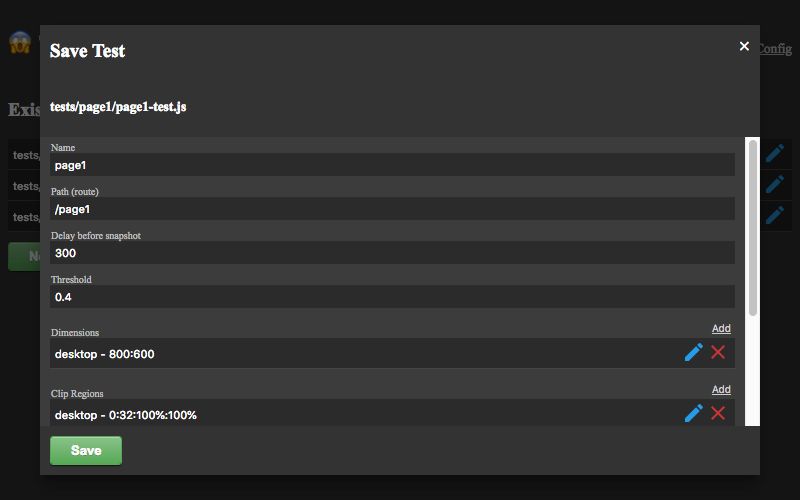 Save Test
×
Config
tests/page1/page1-test.js
Exis
tests/
tests/
tests/
Name
page1
Path (route)
/page1
Delay before snapshot
300
Threshold
0.4
Dimensions
Add
desktop - 800:600
Clip Regions
Add
desktop - 0:32:100%:100%
Save